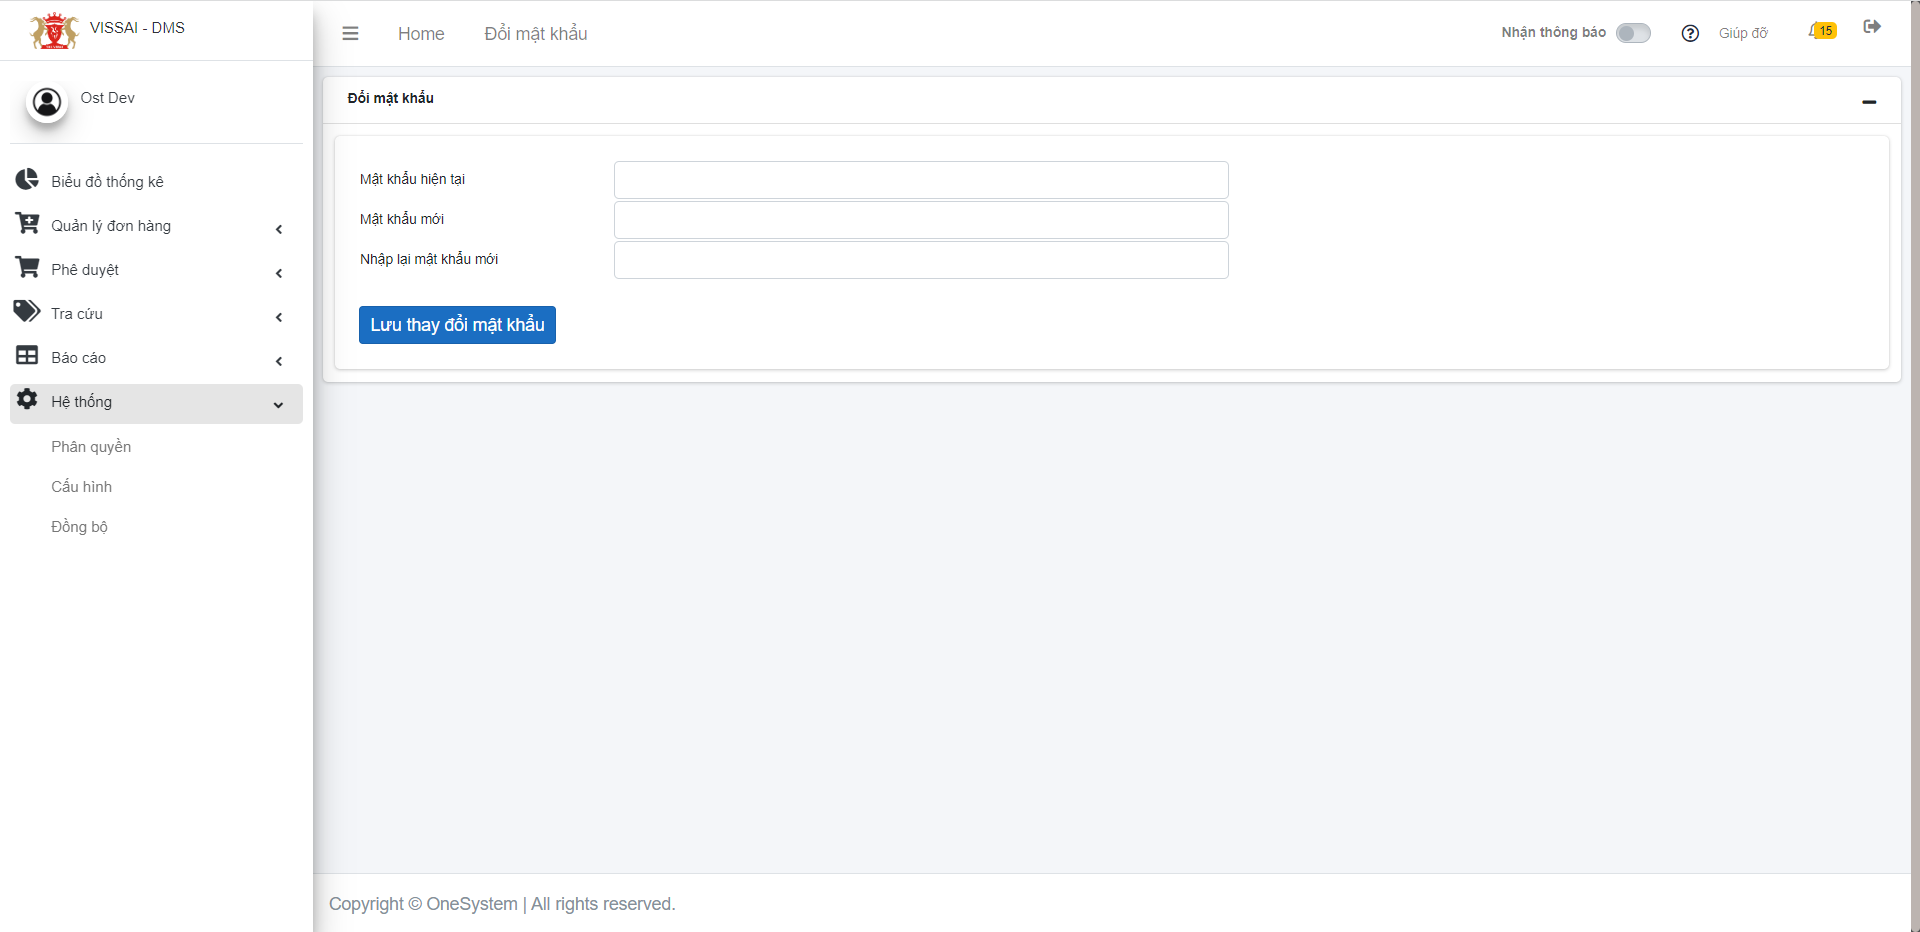 VISSAI - DMS
Home
Đổi mật khẩu
Nhận thông báo
Giúp đỡ
15
Ost Dev
Biểu đồ thống kê
Quản lý đơn hàng
Phê duyệt
Tra cứu
Báo cáo
Hệ thống
Phân quyền
Cấu hình
Đồng bộ
Đổi mật khẩu
Mật khẩu hiện tại
Mật khẩu mới
Nhập lại mật khẩu mới
Lưu thay đổi mật khẩu
Copyright © OneSystem | All rights reserved.